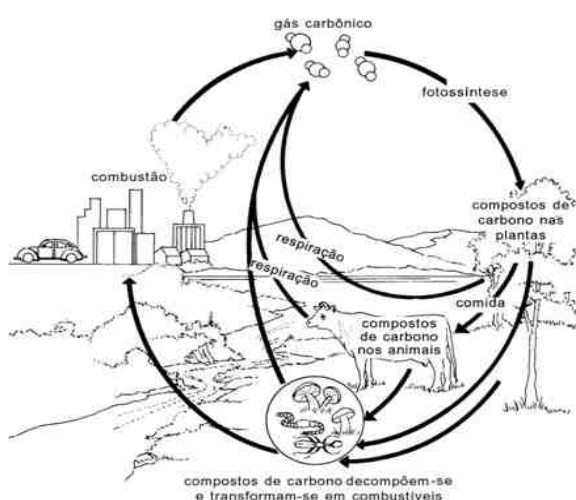 gás carbônico
fotossíntese
combustão
compostos de
carbono nas
plantas
respiração
respiração
comida
compostos
de carbono
nos animais
compostos de carbono decompõem-se
e transformam-se em combustíveis